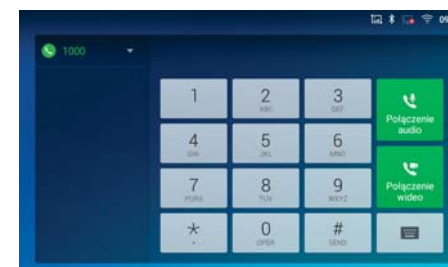 09
1000
1
2
ABC
3
DEF
Połączenie
audio
4
GHI
5
JKL
6
MNO
7
PQRS
8
TUV
9
WXYZ
Połączenie
wideo
*
0
OPER
#
SEND